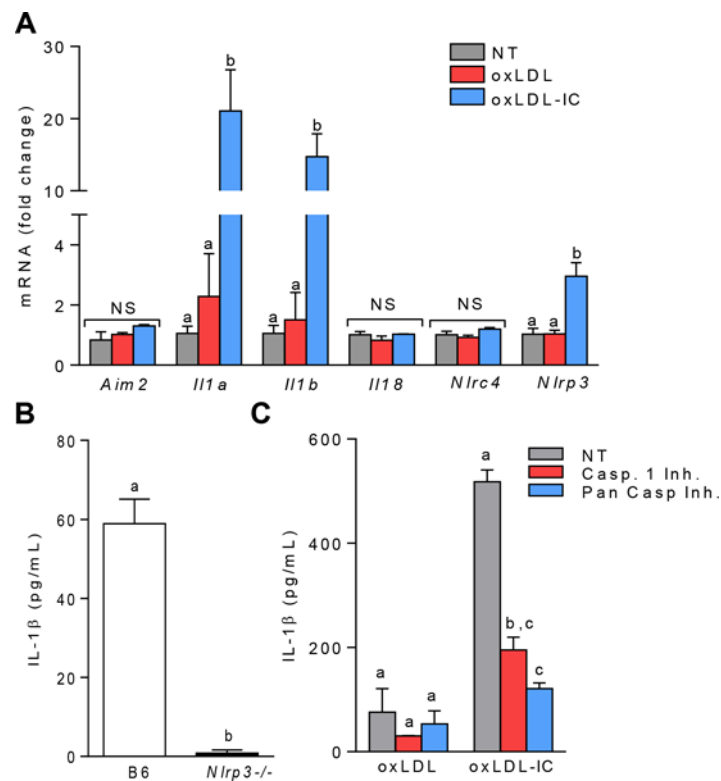 A
NT
oxLDL
oxLDL-IC
mRNA (fold change)
30
20
10
4
2
0
b
b
a
a
a
a
a
a
b
NS
NS
NS
Aim2
Il1a
Il1b
Il18
Nlrc4
Nlrp3
B
IL-1β (pg/mL)
80
60
40
20
0
a
b
B6
Nlrp3-/-
C
NT
Casp. 1 Inh.
Pan Casp Inh.
IL-1β (pg/mL)
600
400
200
0
a
a
a
a
b,c
c
oxLDL
oxLDL-IC